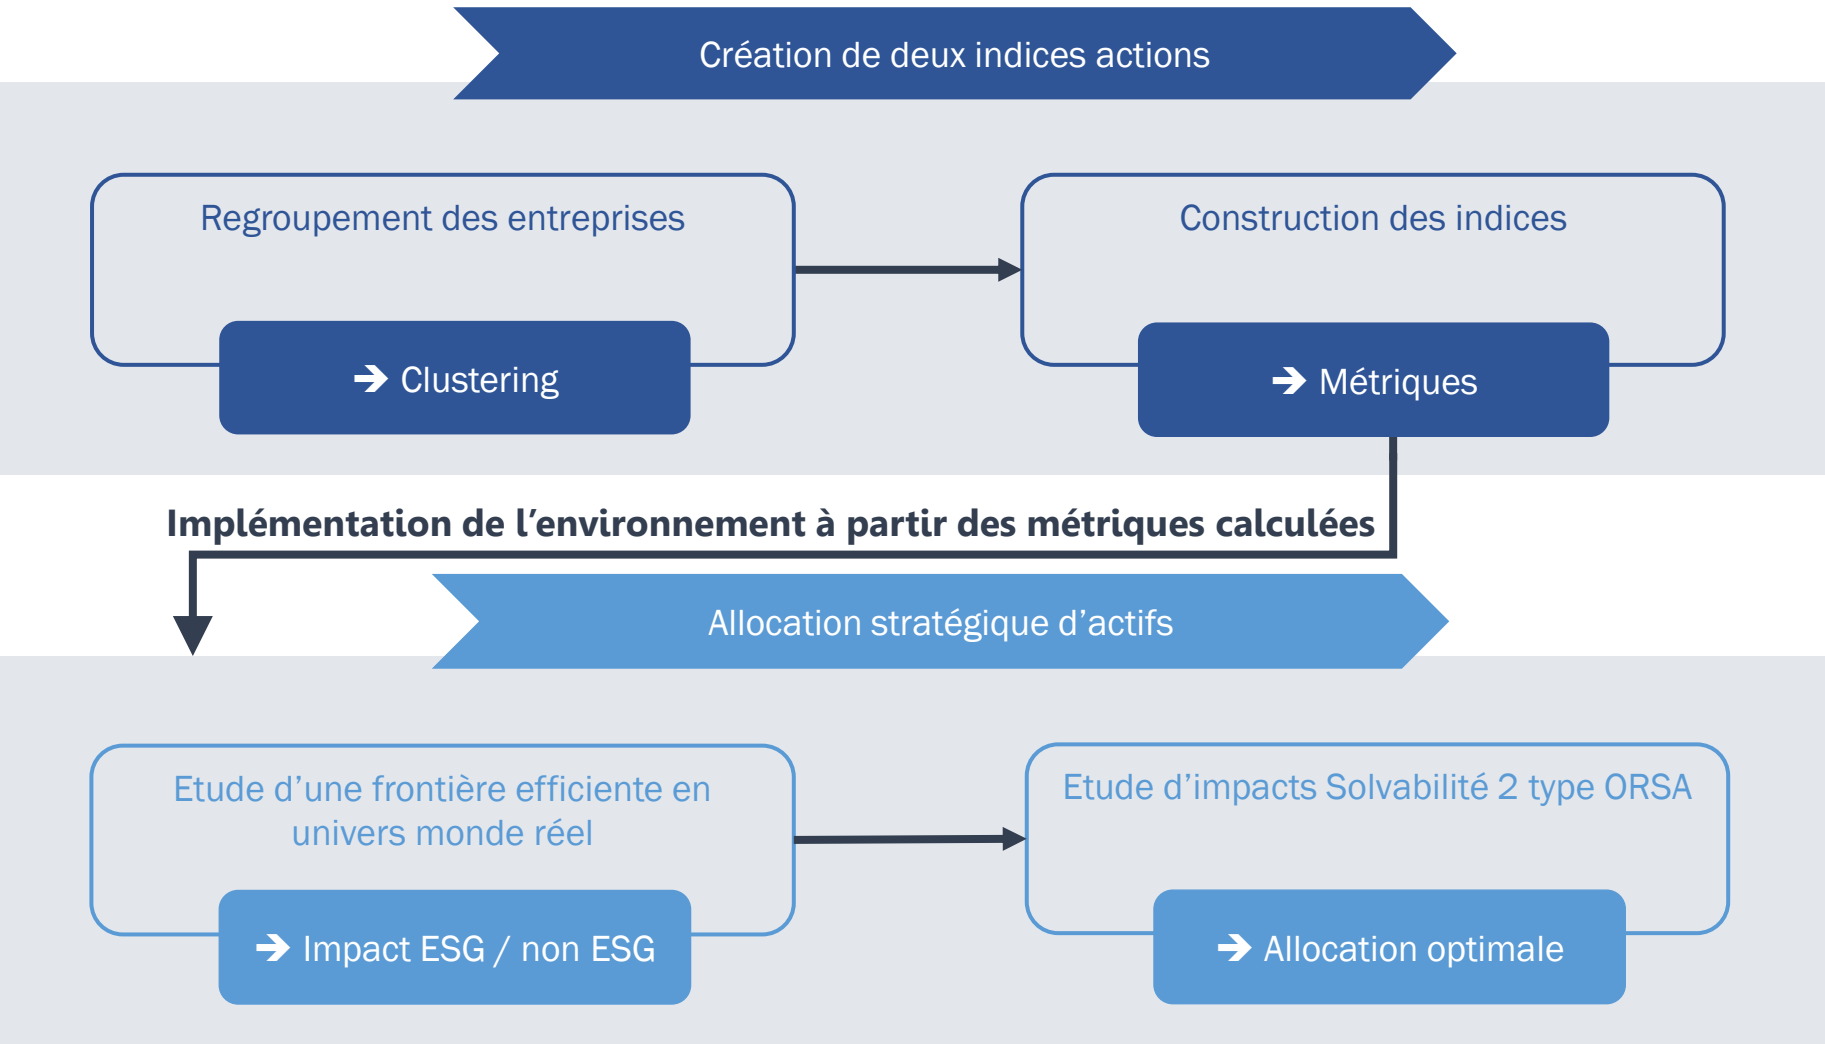 Création de deux indices actions
Regroupement des entreprises
Construction des indices
➔ Clustering
➔ Métriques
Implémentation de l’environnement à partir des métriques calculées
Allocation stratégique d’actifs
Etude d’une frontière efficiente en
univers monde réel
Etude d’impacts Solvabilité 2 type ORSA
➔ Impact ESG / non ESG
➔ Allocation optimale